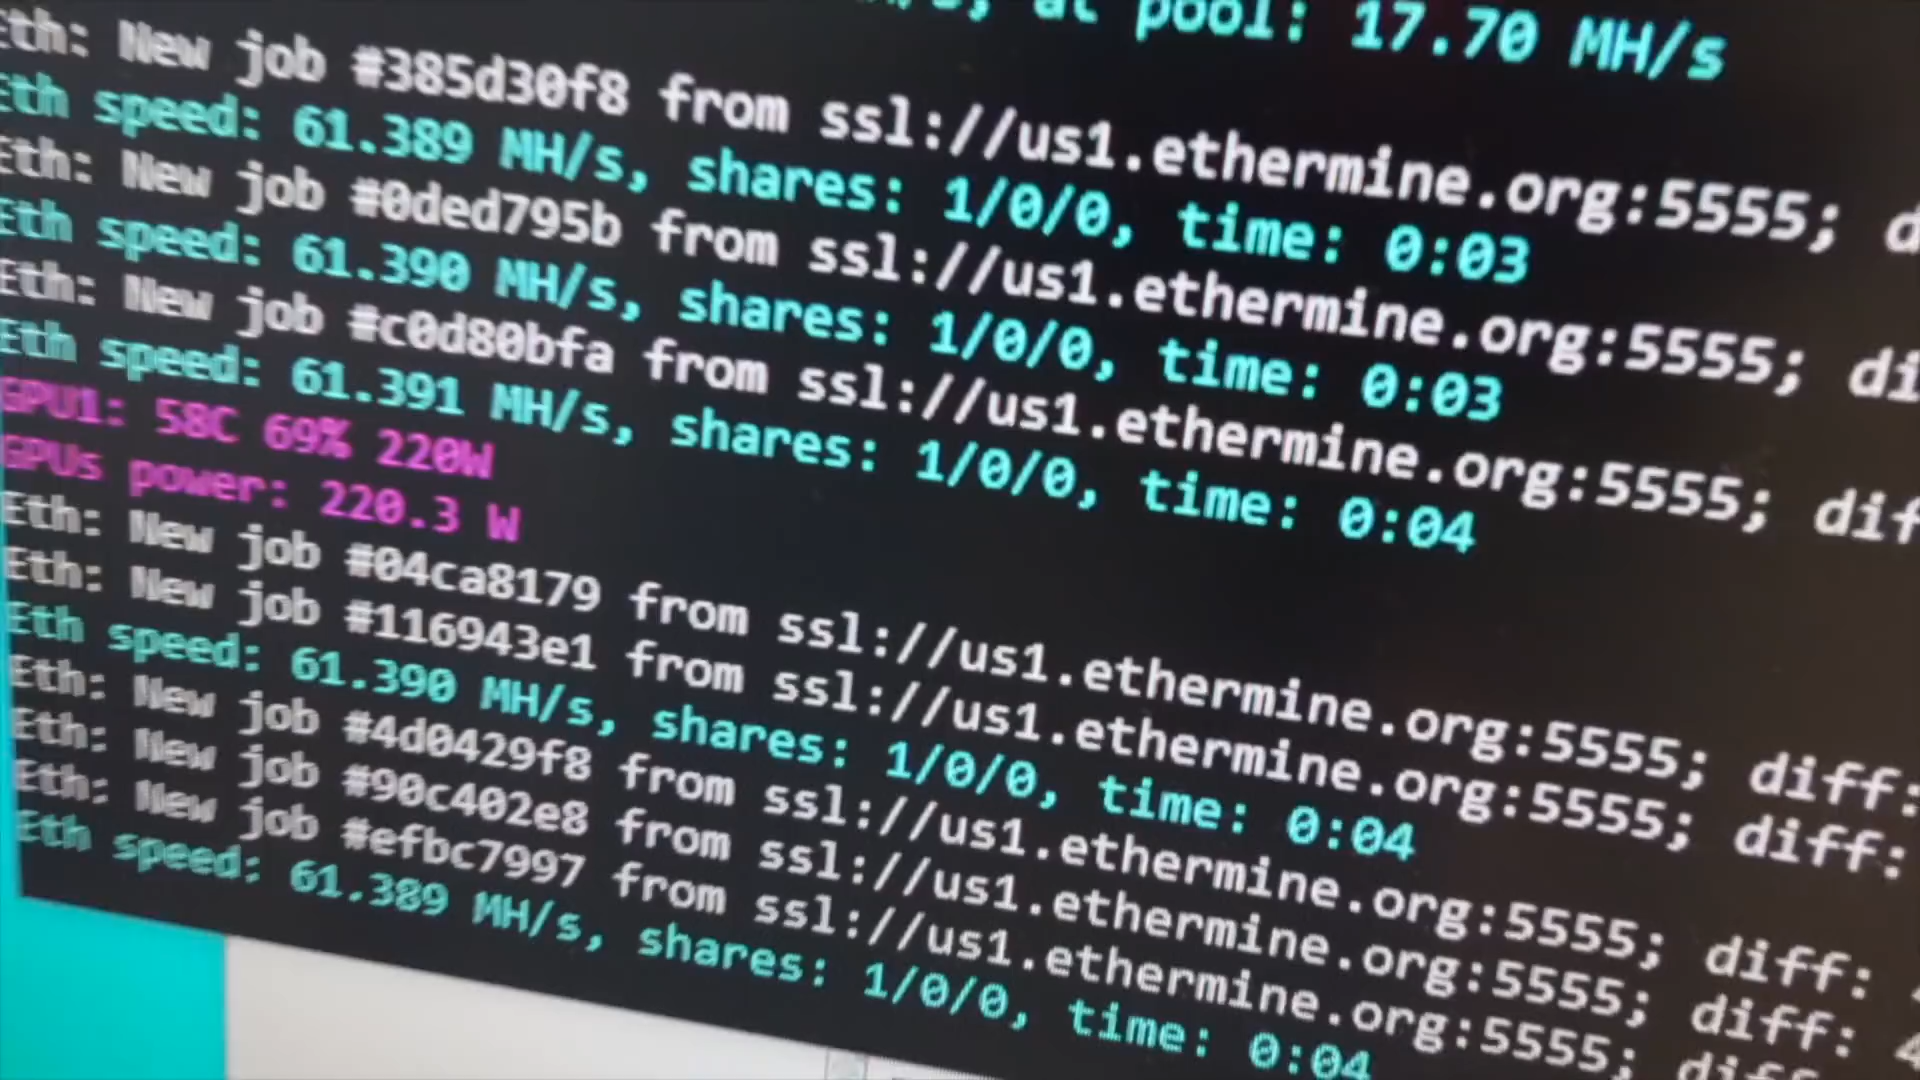 at pool: 17.70 MH/s
Eth: New job #385d30f8 from ssl://us1.ethermine.org:5555; d
Eth speed: 61.389 MH/s, shares: 1/0/0, time: 0:03
Eth: New job #0ded795b from ssl://us1.ethermine.org:5555; di
Eth speed: 61.390 MH/s, shares: 1/0/0, time: 0:03
Eth: New job #c0d80bfa from ssl://us1.ethermine.org:5555; dif
Eth speed: 61.391 MH/s, shares: 1/0/0, time: 0:04
GPU1: 58C 69% 220W
GPUs power: 220.3 W
Eth: New job #04ca8179 from ssl://us1.ethermine.org:5555; diff:
Eth: New job #116943e1 from ssl://us1.ethermine.org:5555; diff:
Eth speed: 61.390 MH/s, shares: 1/0/0, time: 0:04
Eth: New job #4d0429f8 from ssl://us1.ethermine.org:5555; diff:
Eth: New job #90c402e8 from ssl://us1.ethermine.org:5555; diff: 4
Eth: New job #efbc7997 from ssl://us1.ethermine.org:5555; diff:
Eth speed: 61.389 MH/s, shares: 1/0/0, time: 0:04